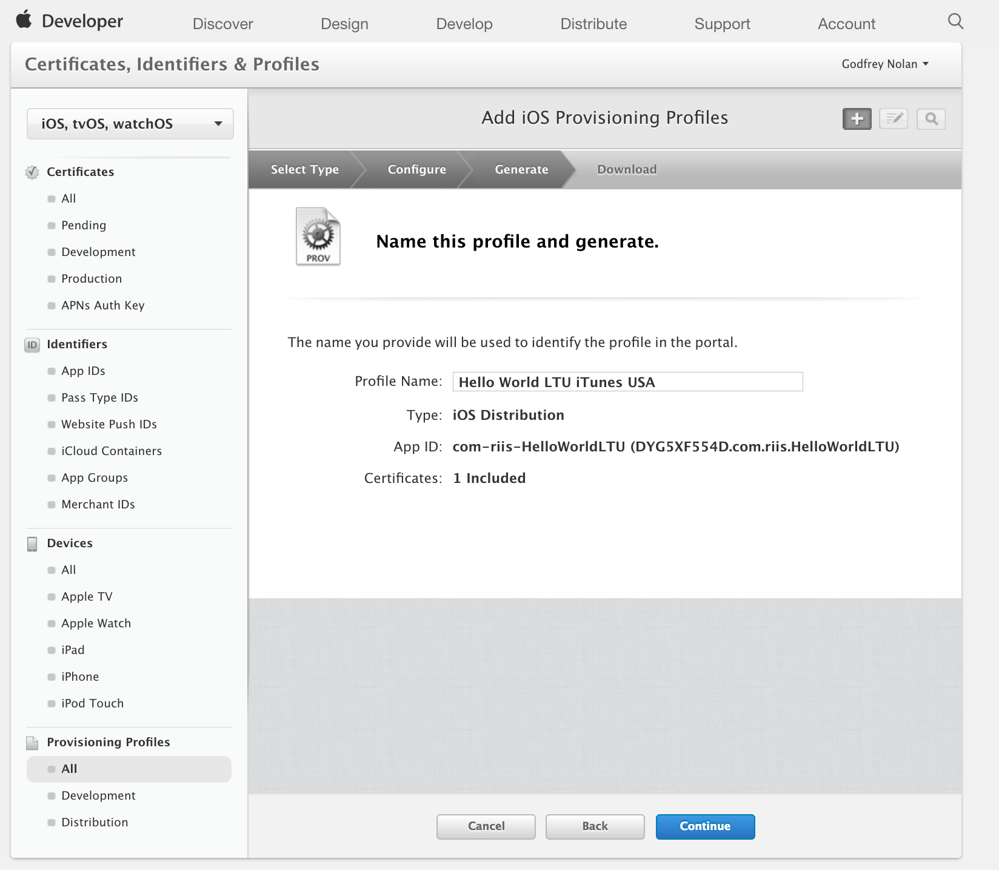 Developer Discover Design Develop Distribute Support Account
Certificates, Identifiers & Profiles
Godfrey Nolan
iOS, tvOS, watchOS
Certificates
All
Pending
Development
Production
APNs Auth Key
ID Identifiers
App IDs
Pass Type IDs
Website Push IDs
iCloud Containers
App Groups
Merchant IDs
Devices
All
Apple TV
Apple Watch
iPad
iPhone
iPod Touch
Provisioning Profiles
All
Development
Distribution
Add iOS Provisioning Profiles
Select Type Configure Generate Download
PROV
Name this profile and generate.
The name you provide will be used to identify the profile in the portal.
Profile Name: Hello World LTU iTunes USA
Type: iOS Distribution
App ID: com-riis-HelloWorldLTU (DYG5XF554D.com.riis.HelloWorldLTU)
Certificates: 1 Included
Cancel Back Continue